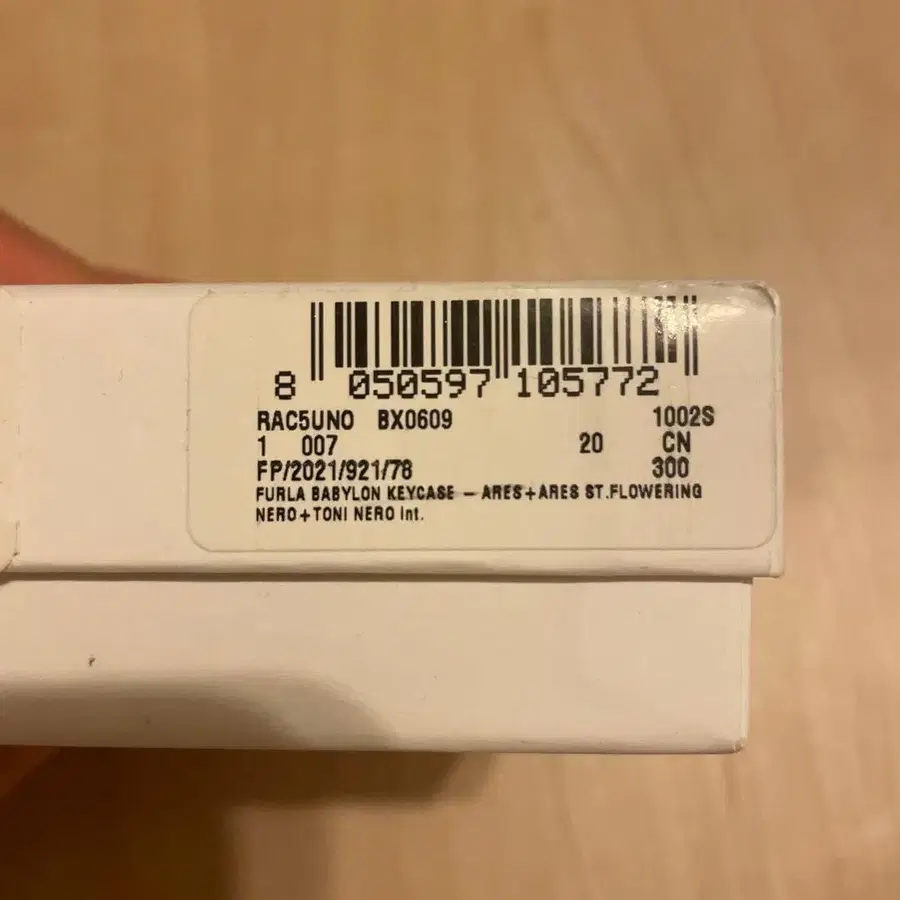 8 050597 105772
RAC5UNO BX0609 1002S
1 007 20 CN
FP/2021/921/78 300
FURLA BABYLON KEYCASE – ARES+ARES ST.FLOWERING
NERO+TONI NERO Int.